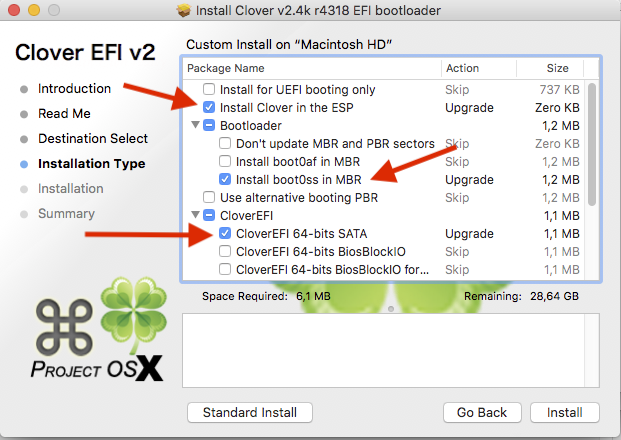 Install Clover v2.4k r4318 EFI bootloader
Clover EFI v2
Custom Install on “Macintosh HD”
Package Name Action Size
Introduction
Read Me
Destination Select
Installation Type
Installation
Summary
Install for UEFI booting only Skip 737 KB
Install Clover in the ESP Upgrade Zero KB
Bootloader 1,2 MB
Don't update MBR and PBR sectors Skip Zero KB
Install boot0af in MBR Skip 1,2 MB
Install boot0ss in MBR Upgrade 1,2 MB
Use alternative booting PBR Skip 1,2 MB
CloverEFI 1,1 MB
CloverEFI 64-bits SATA Upgrade 1,1 MB
CloverEFI 64-bits BiosBlockIO Skip 1,1 MB
CloverEFI 64-bits BiosBlockIO for... Skip 1,1 MB
Space Required: 6,1 MB Remaining: 28,64 GB
PROJECT OSX
Standard Install Go Back Install